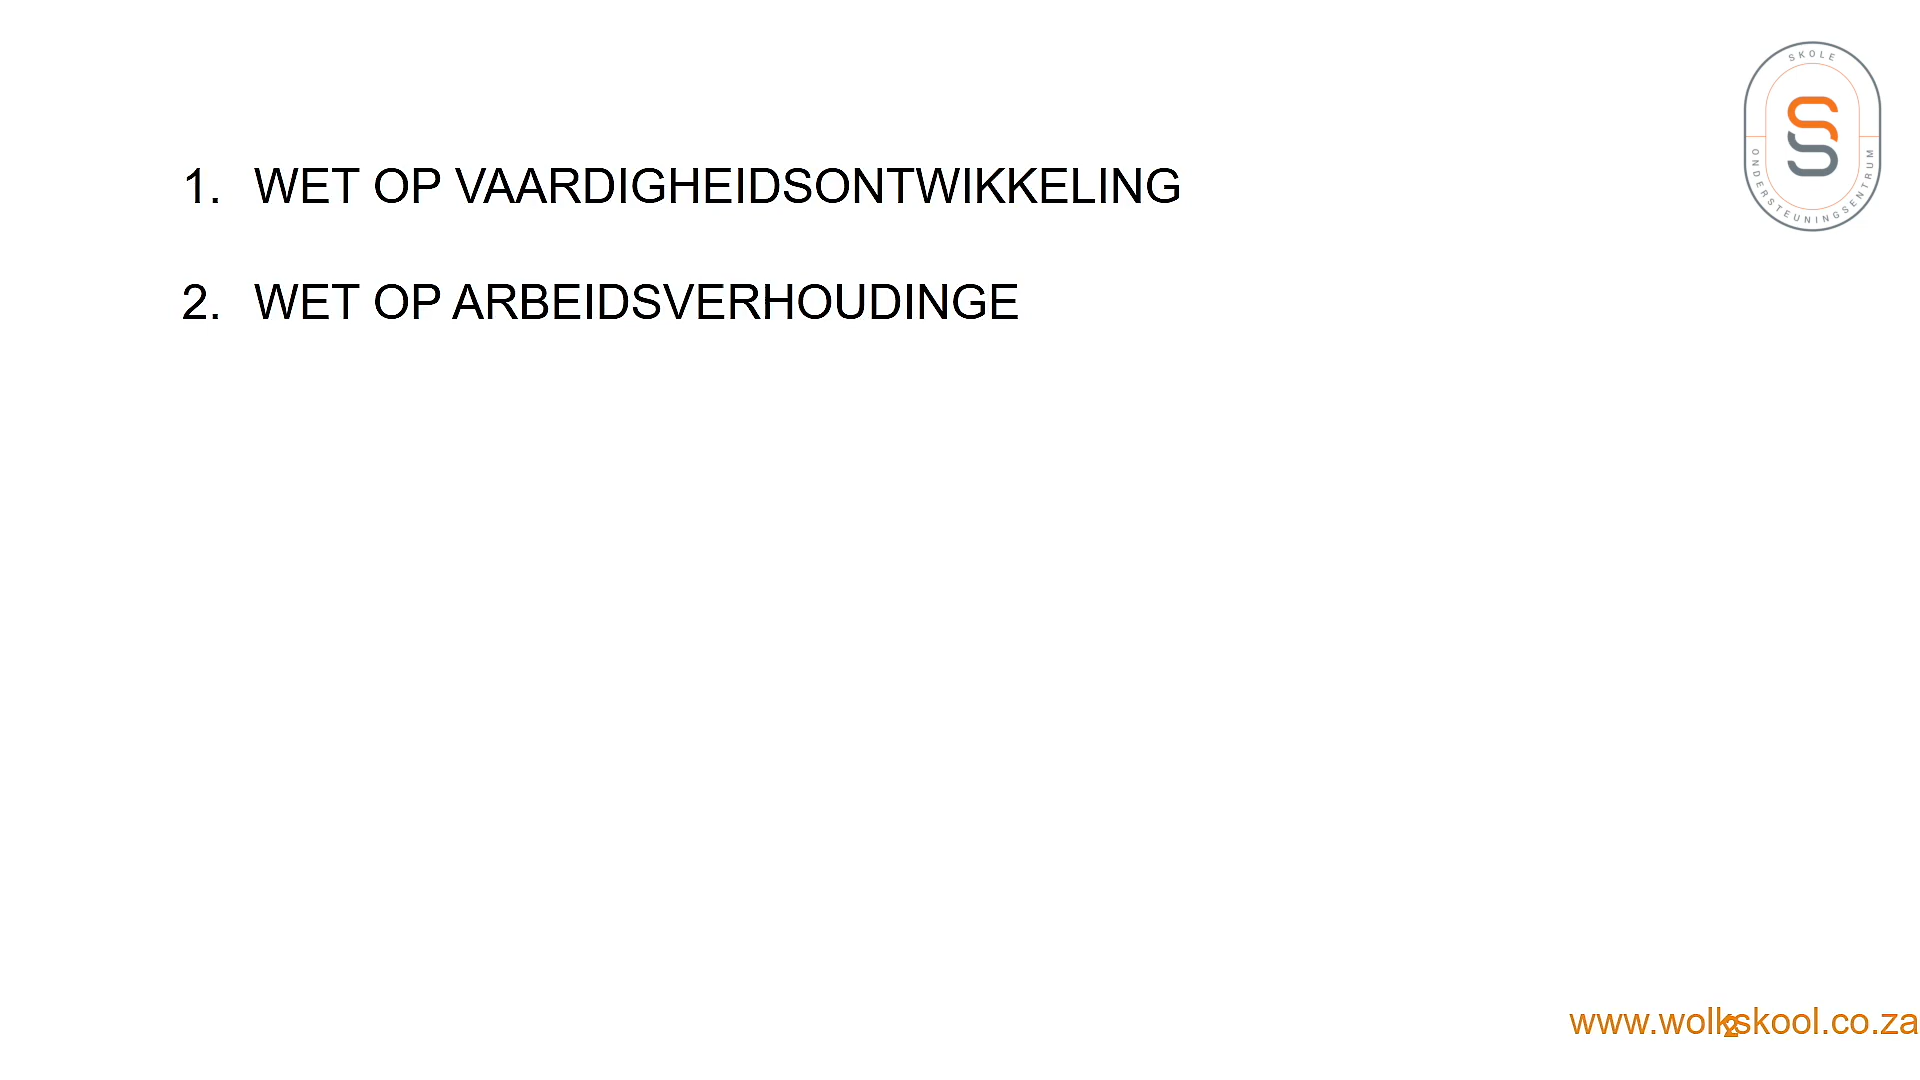 SKOLE
ONDERSTEUNINGSENTRUM
1. WET OP VAARDIGHEIDSONTWIKKELING
2. WET OP ARBEIDSVERHOUDINGE
www.wolkskool.co.za
2